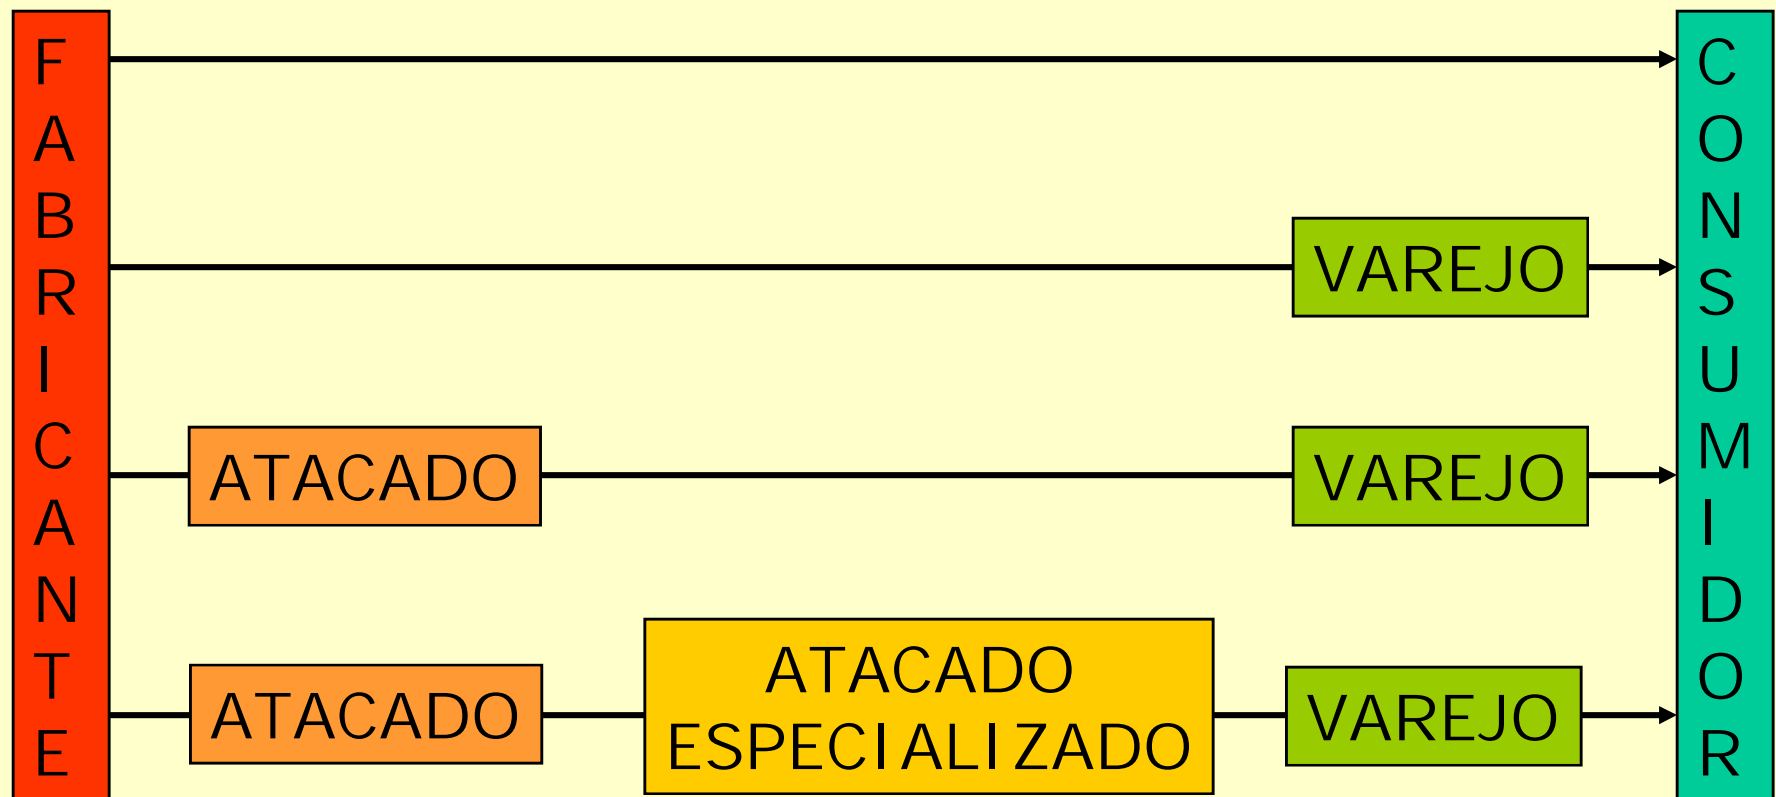 FABRICANTE
VAREJO
ATACADO
VAREJO
ATACADO
ATACADO
ESPECIALIZADO
VAREJO
CONSUMIDOR